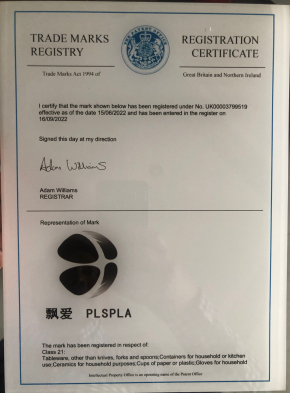 TRADE MARKS
REGISTRY
REGISTRATION
CERTIFICATE
Trade Marks Act 1994 of
Great Britain and Northern Ireland
I certify that the mark shown below has been registered under No. UK00003799519
effective as of the date 15/06/2022 and has been entered in the register on
16/09/2022
Signed this day at my direction
Adam Williams
Adam Williams
REGISTRAR
Representation of Mark
飘爱 PLSPLA
The mark has been registered in respect of:
Class 21:
Tableware, other than knives, forks and spoons;Containers for household or kitchen
use;Ceramics for household purposes;Cups of paper or plastic;Gloves for household
Intellectual Property Office is an operating name of the Patent Office